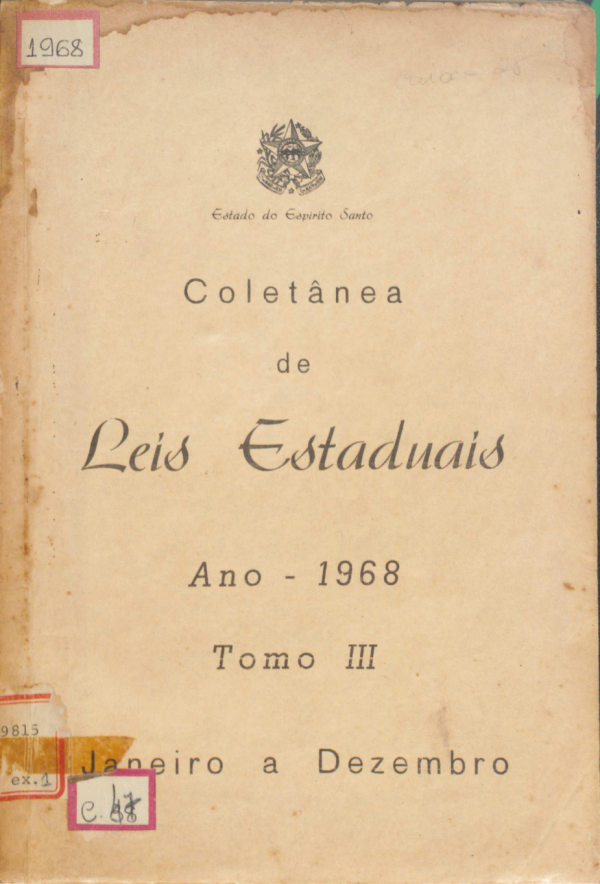 1968
Estado do Espírito Santo
Coletânea
de
Leis Estaduais
Ano - 1968
Tomo III
Janeiro a Dezembro
9815
ex.1